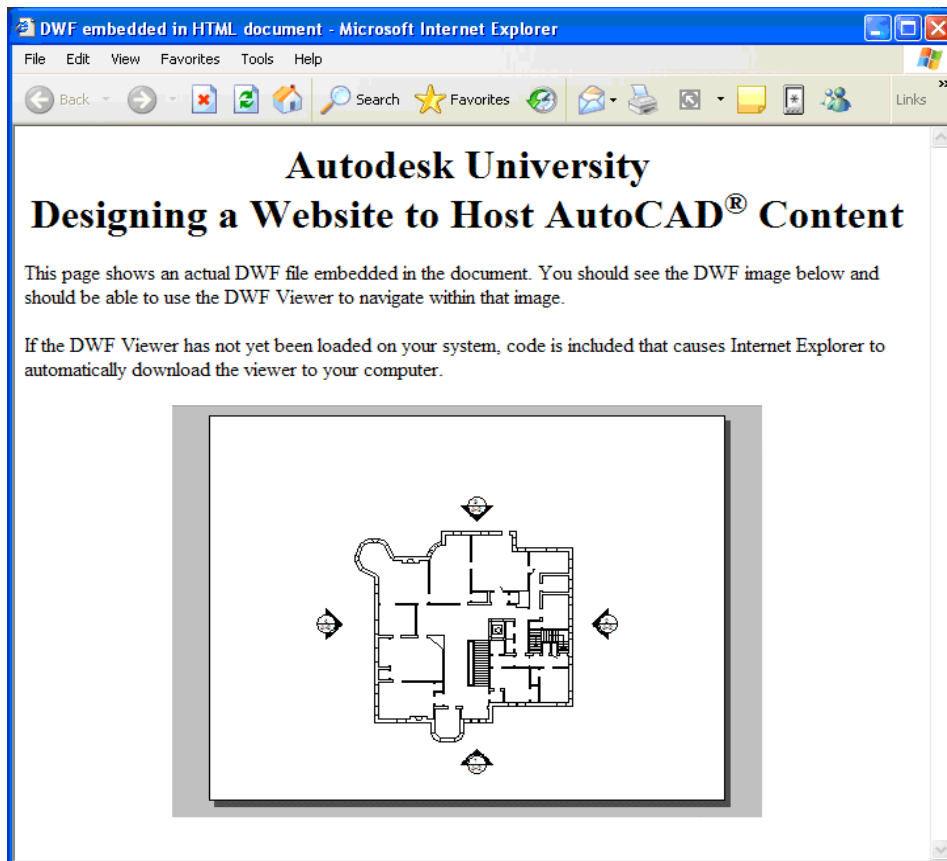 DWF embedded in HTML document - Microsoft Internet Explorer
File Edit View Favorites Tools Help
Back Search Favorites Links »
Autodesk University
Designing a Website to Host AutoCAD® Content
This page shows an actual DWF file embedded in the document. You should see the DWF image below and
should be able to use the DWF Viewer to navigate within that image.
If the DWF Viewer has not yet been loaded on your system, code is included that causes Internet Explorer to
automatically download the viewer to your computer.